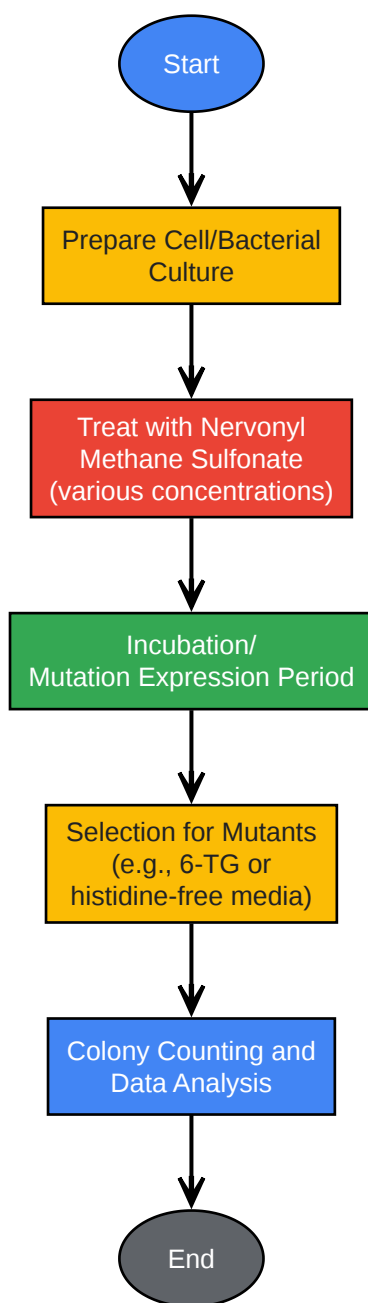 Start
Prepare Cell/Bacterial
Culture
Treat with Nervonyl
Methane Sulfonate
(various concentrations)
Incubation/
Mutation Expression Period
Selection for Mutants
(e.g., 6-TG or
histidine-free media)
Colony Counting and
Data Analysis
End